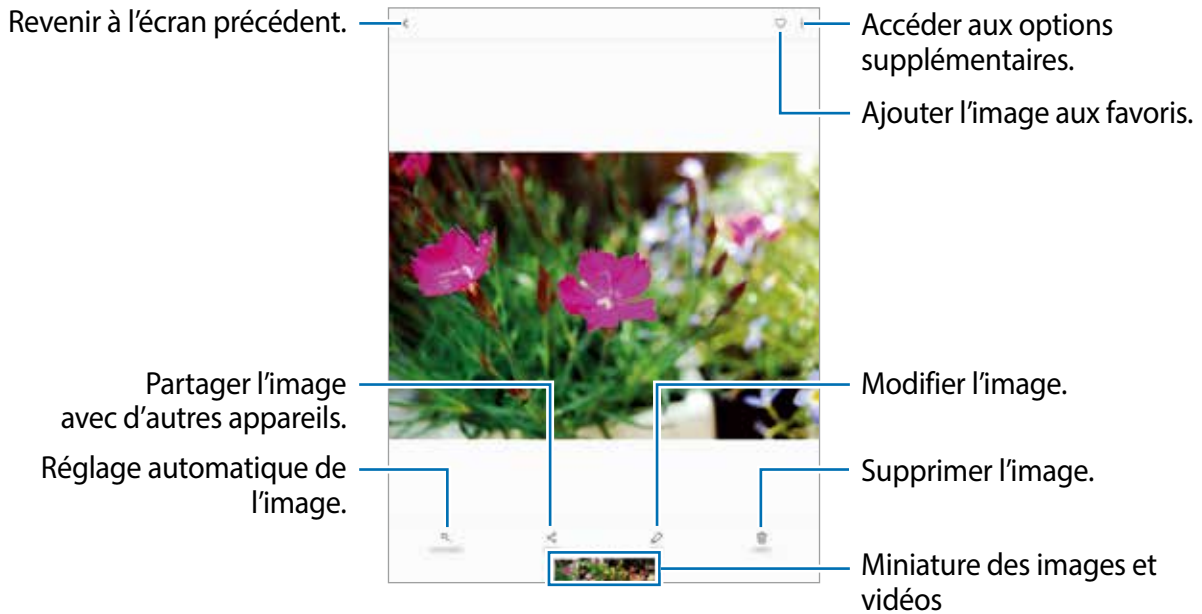 Revenir à l'écran précédent.
Accéder aux options
supplémentaires.
Ajouter l'image aux favoris.
Partager l'image
avec d'autres appareils.
Modifier l'image.
Réglage automatique de
l'image.
Supprimer l'image.
Miniature des images et
vidéos